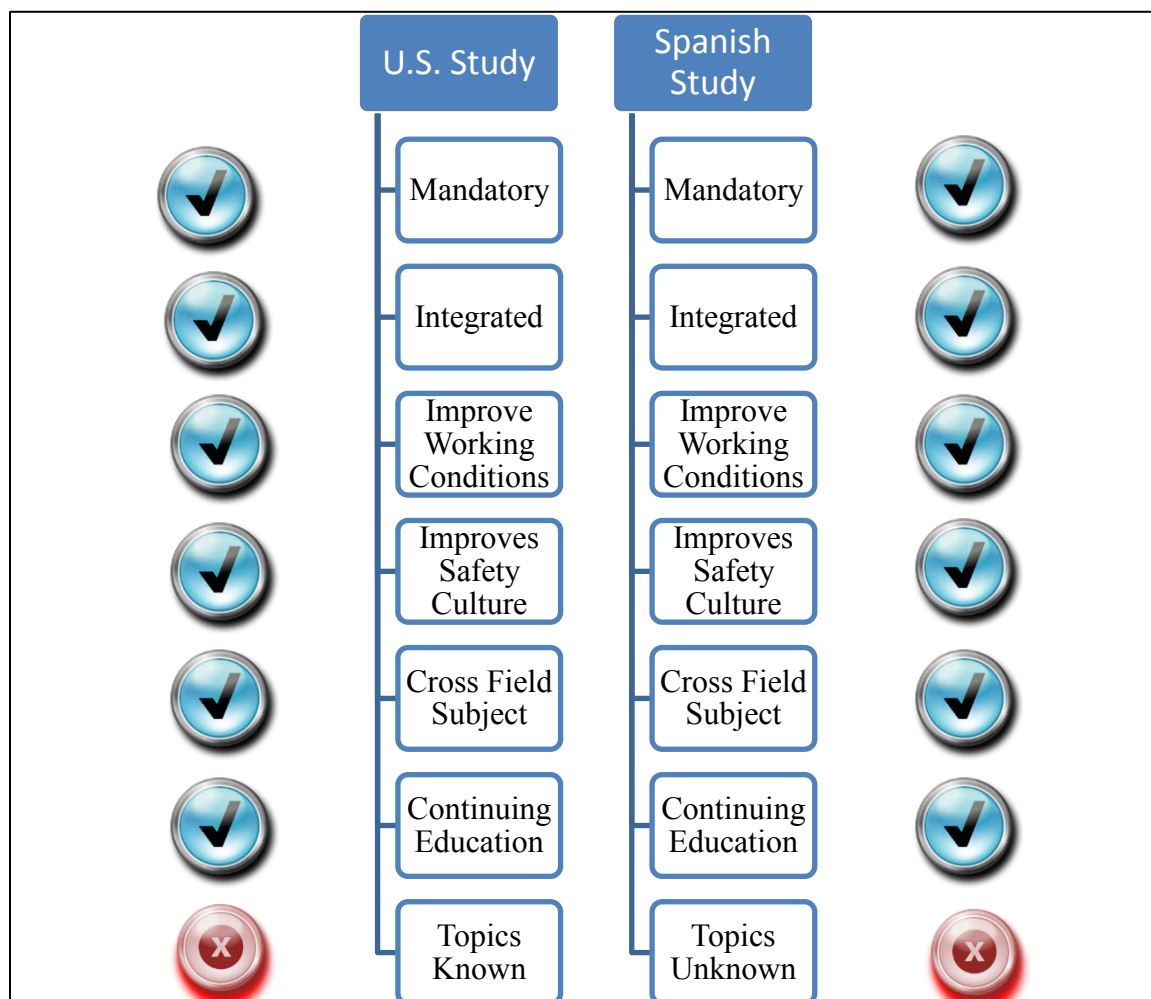 U.S. Study
Spanish
Study
Mandatory
Mandatory
Integrated
Integrated
Improve
Working
Conditions
Improve
Working
Conditions
Improves
Safety
Culture
Improves
Safety
Culture
Cross Field
Subject
Cross Field
Subject
Continuing
Education
Continuing
Education
x
Topics
Known
Topics
Unknown
x